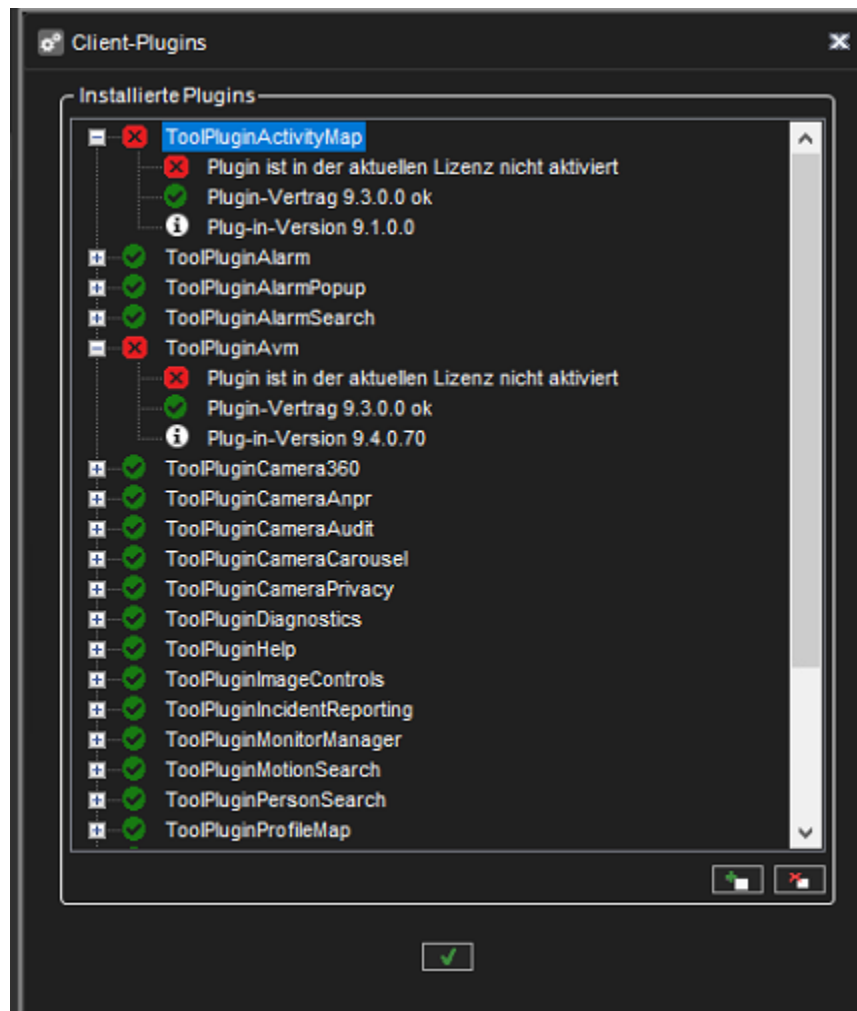 Client-Plugins
Installierte Plugins
ToolPluginActivityMap
Plugin ist in der aktuellen Lizenz nicht aktiviert
Plugin-Vertrag 9.3.0.0 ok
Plug-in-Version 9.1.0.0
ToolPluginAlarm
ToolPluginAlarmPopup
ToolPluginAlarmSearch
ToolPluginAvm
Plugin ist in der aktuellen Lizenz nicht aktiviert
Plugin-Vertrag 9.3.0.0 ok
Plug-in-Version 9.4.0.70
ToolPluginCamera360
ToolPluginCameraAnpr
ToolPluginCameraAudit
ToolPluginCameraCarousel
ToolPluginCameraPrivacy
ToolPluginDiagnostics
ToolPluginHelp
ToolPluginImageControls
ToolPluginIncidentReporting
ToolPluginMonitorManager
ToolPluginMotionSearch
ToolPluginPersonSearch
ToolPluginProfileMap